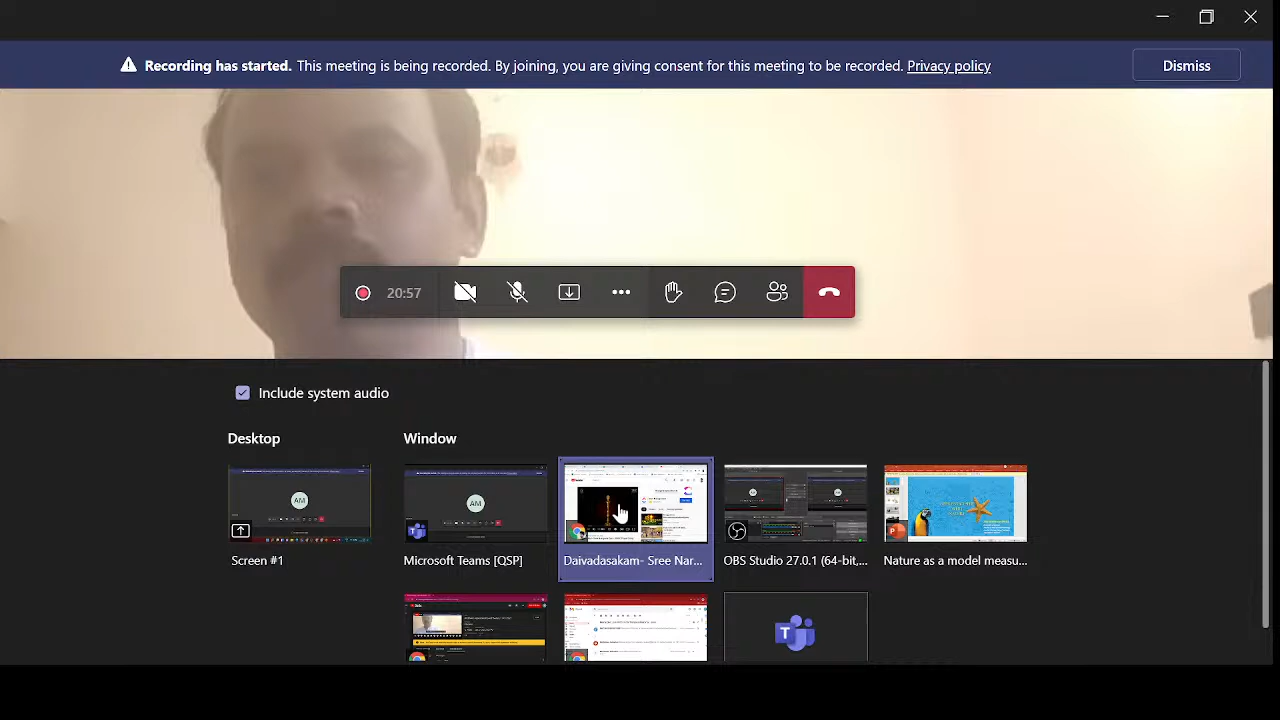 Recording has started. This meeting is being recorded. By joining, you are giving consent for this meeting to be recorded. Privacy policy
Dismiss
20:57
Include system audio
Desktop
Window
AM
AM
Screen #1
Microsoft Teams [QSP]
Daivadasakam- Sree Nar...
OBS Studio 27.0.1 (64-bit,...
Nature as a model measu...